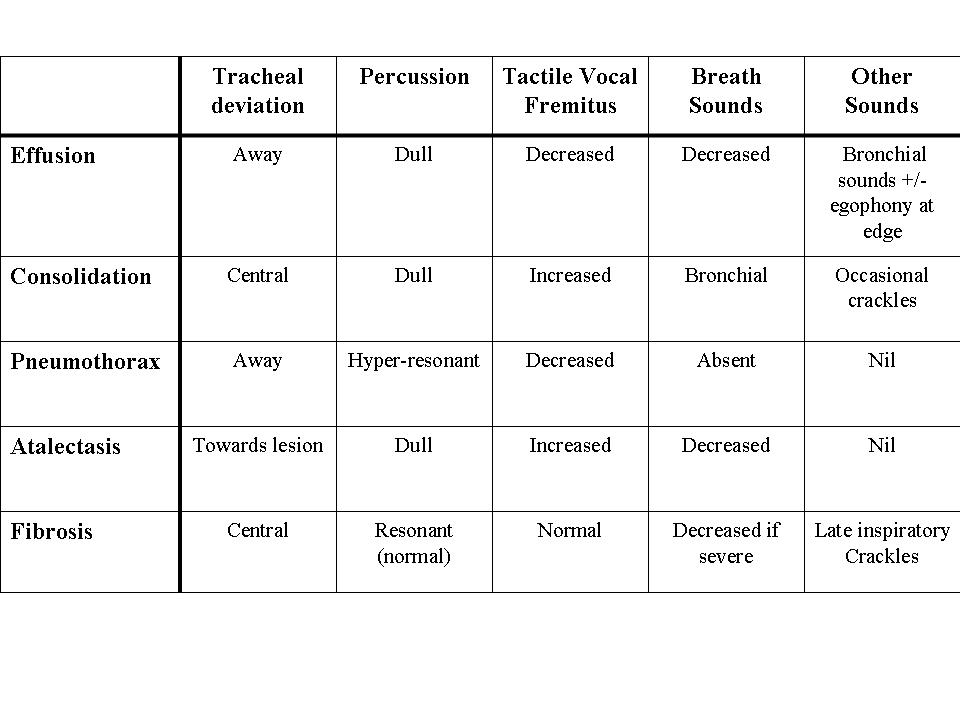 Tracheal deviation Percussion Tactile Vocal Fremitus Breath Sounds Other Sounds
Effusion Away Dull Decreased Decreased Bronchial sounds +/- egophony at edge
Consolidation Central Dull Increased Bronchial Occasional crackles
Pneumothorax Away Hyper-resonant Decreased Absent Nil
Atalectasis Towards lesion Dull Increased Decreased Nil
Fibrosis Central Resonant (normal) Normal Decreased if severe Late inspiratory Crackles